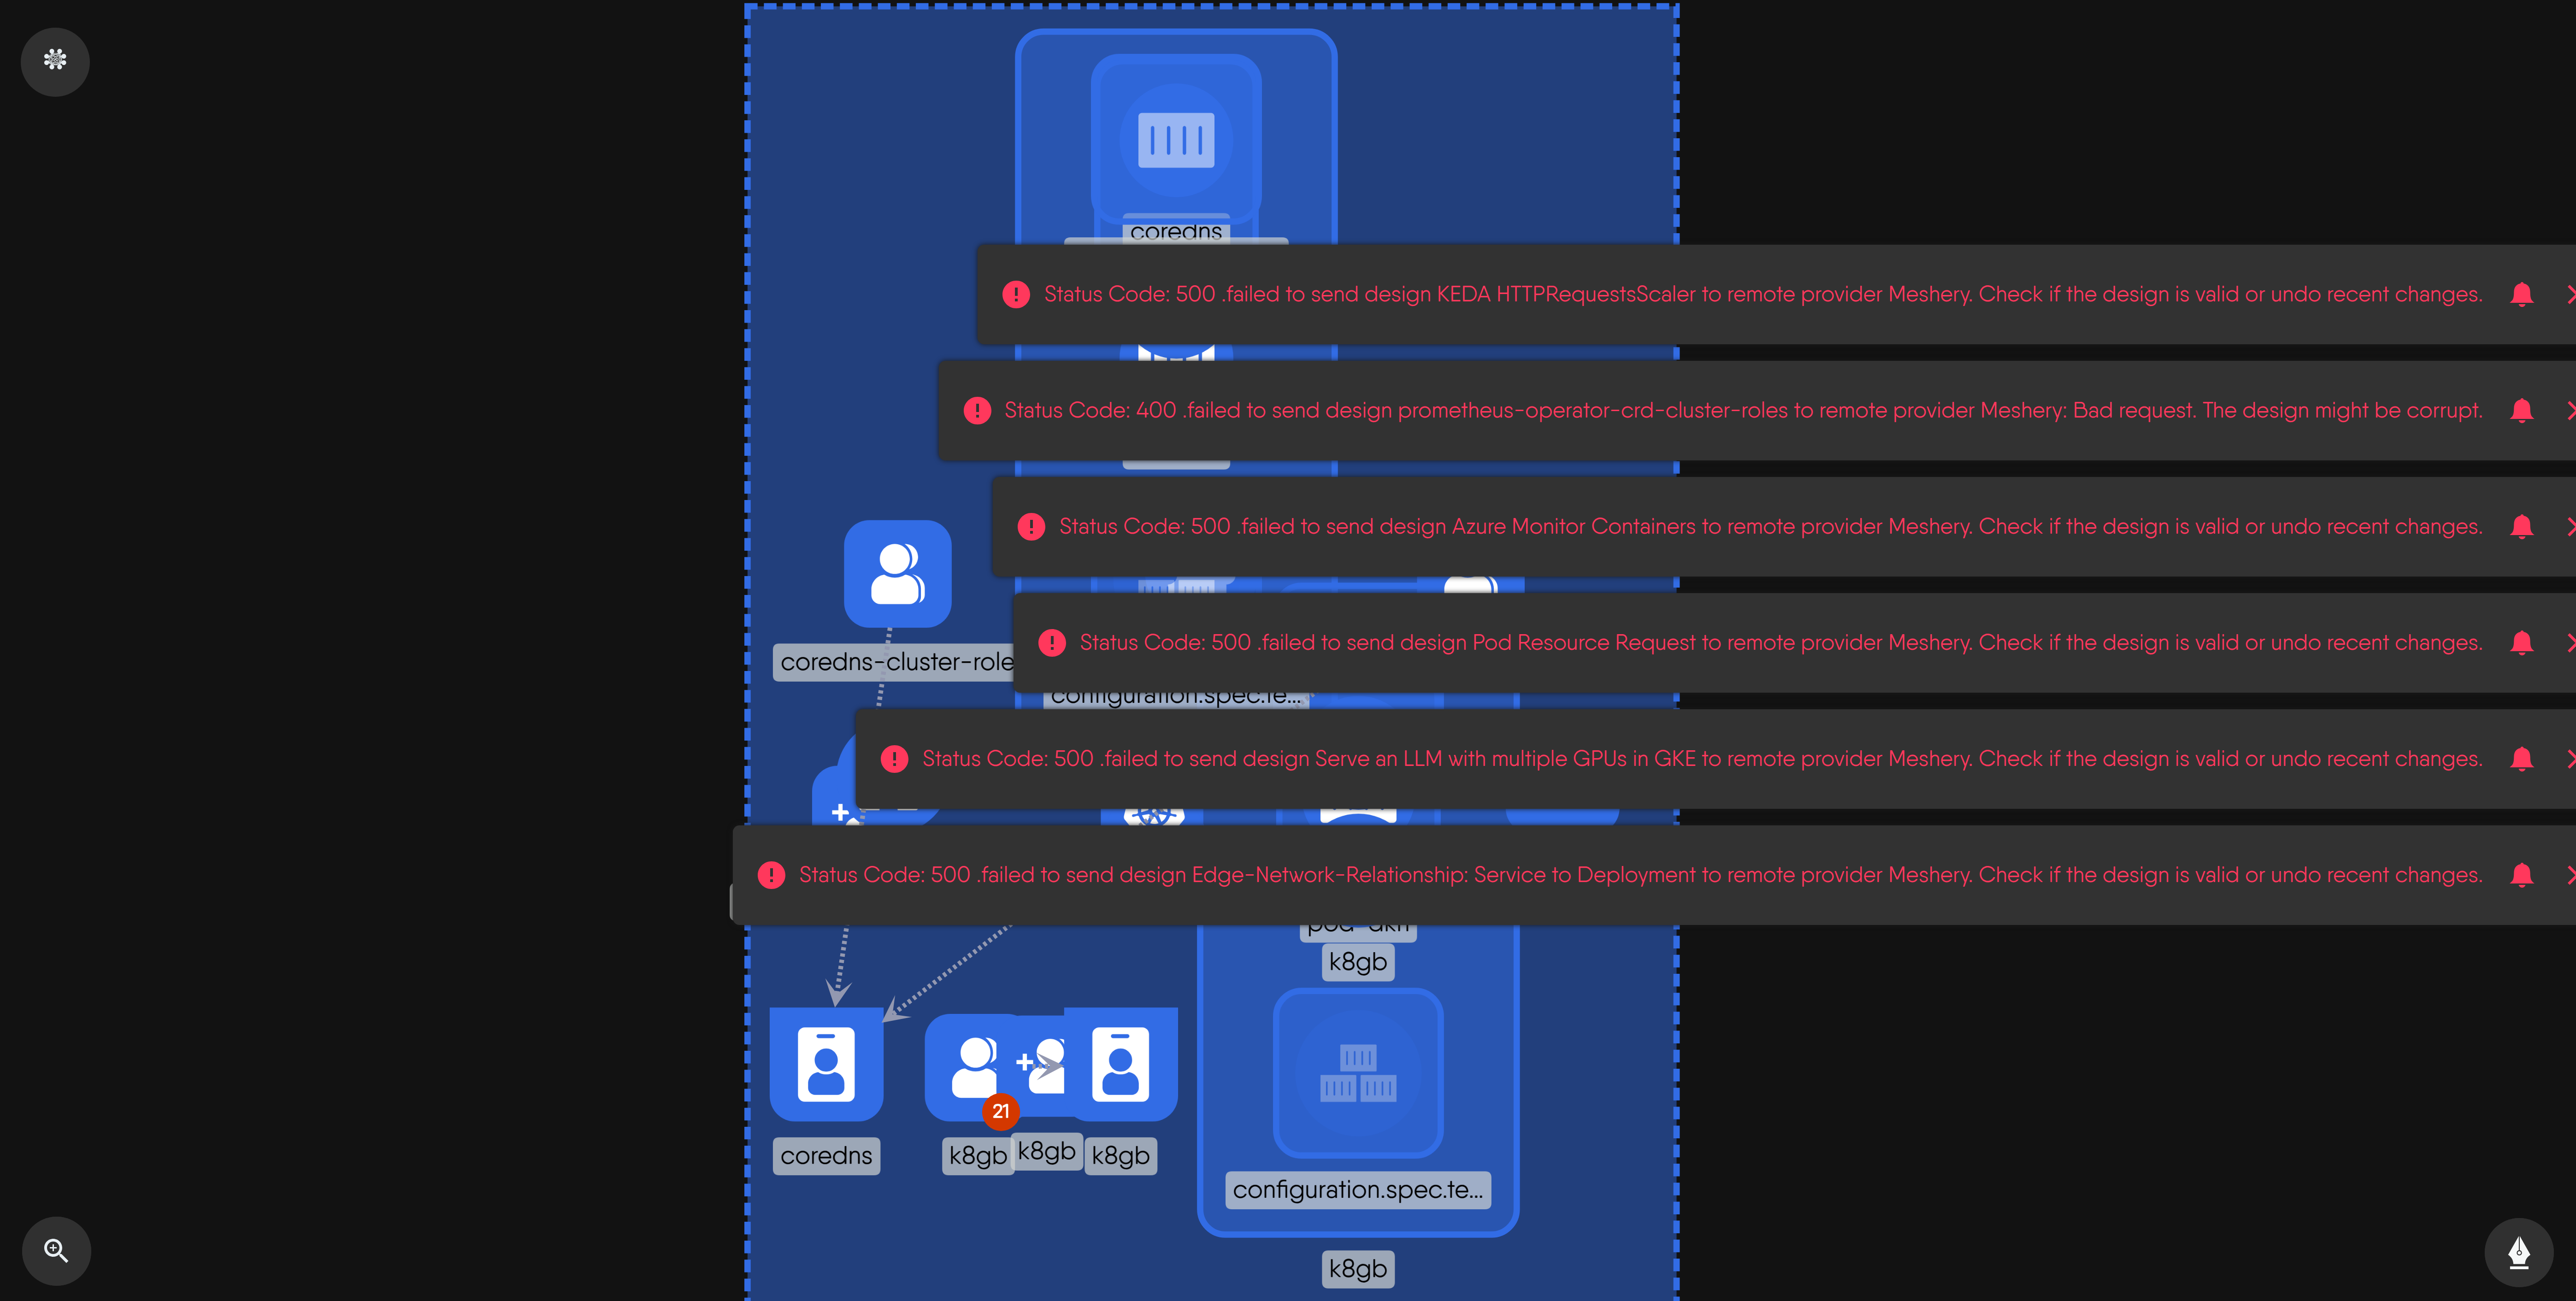 coredns
Status Code: 500 .failed to send design KEDA HTTPRequestsScaler to remote provider Meshery. Check if the design is valid or undo recent changes.
Status Code: 400 .failed to send design prometheus-operator-crd-cluster-roles to remote provider Meshery: Bad request. The design might be corrupt.
Status Code: 500 .failed to send design Azure Monitor Containers to remote provider Meshery. Check if the design is valid or undo recent changes.
Status Code: 500 .failed to send design Pod Resource Request to remote provider Meshery. Check if the design is valid or undo recent changes.
coredns-cluster-role
configuration.spec.te...
Status Code: 500 .failed to send design Serve an LLM with multiple GPUs in GKE to remote provider Meshery. Check if the design is valid or undo recent changes.
+
Status Code: 500 .failed to send design Edge-Network-Relationship: Service to Deployment to remote provider Meshery. Check if the design is valid or undo recent changes.
k8gb
+
21
coredns k8gb k8gb k8gb
configuration.spec.te...
k8gb